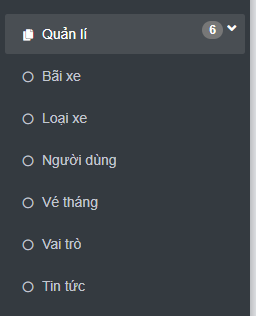 Quản lí 6
Bãi xe
Loại xe
Người dùng
Vé tháng
Vai trò
Tin tức